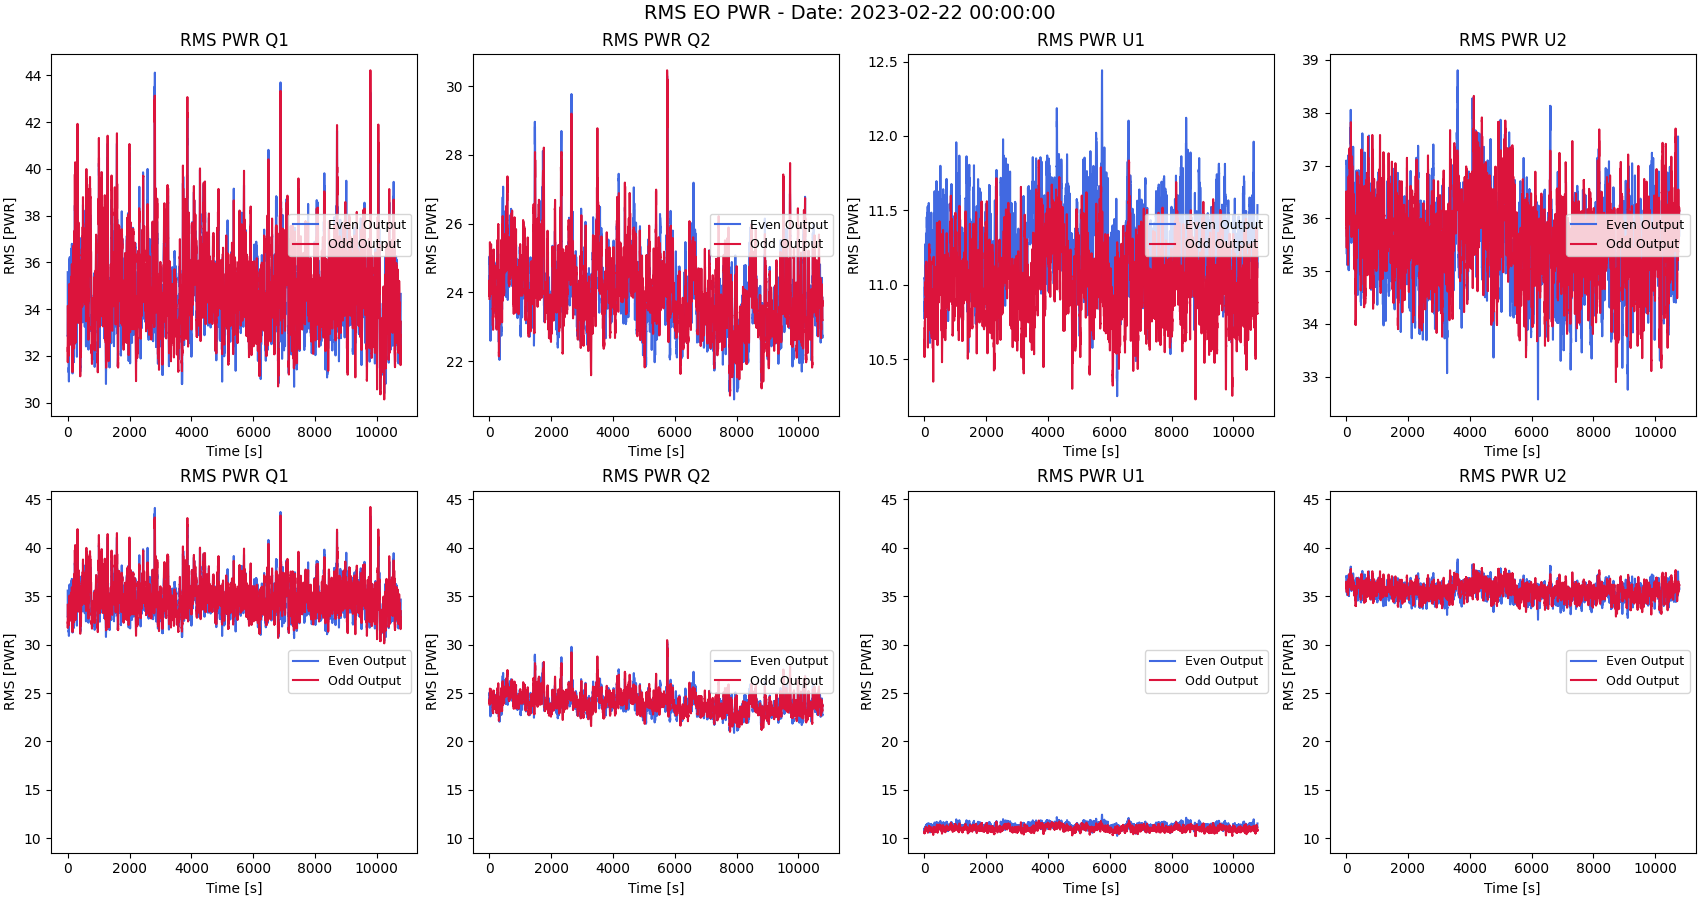 RMS EO PWR - Date: 2023-02-22 00:00:00
RMS PWR Q1
RMS [PWR]
44
42
40
38
36
34
32
30
0 2000 4000 6000 8000 10000
Time [s]
Even Output
Odd Output
RMS PWR Q2
RMS [PWR]
30
28
26
24
22
0 2000 4000 6000 8000 10000
Time [s]
Even Output
Odd Output
RMS PWR U1
RMS [PWR]
12.5
12.0
11.5
11.0
10.5
0 2000 4000 6000 8000 10000
Time [s]
Even Output
Odd Output
RMS PWR U2
RMS [PWR]
39
38
37
36
35
34
33
0 2000 4000 6000 8000 10000
Time [s]
Even Output
Odd Output
RMS PWR Q1
RMS [PWR]
45
40
35
30
25
20
15
10
0 2000 4000 6000 8000 10000
Time [s]
Even Output
Odd Output
RMS PWR Q2
RMS [PWR]
45
40
35
30
25
20
15
10
0 2000 4000 6000 8000 10000
Time [s]
Even Output
Odd Output
RMS PWR U1
RMS [PWR]
45
40
35
30
25
20
15
10
0 2000 4000 6000 8000 10000
Time [s]
Even Output
Odd Output
RMS PWR U2
RMS [PWR]
45
40
35
30
25
20
15
10
0 2000 4000 6000 8000 10000
Time [s]
Even Output
Odd Output